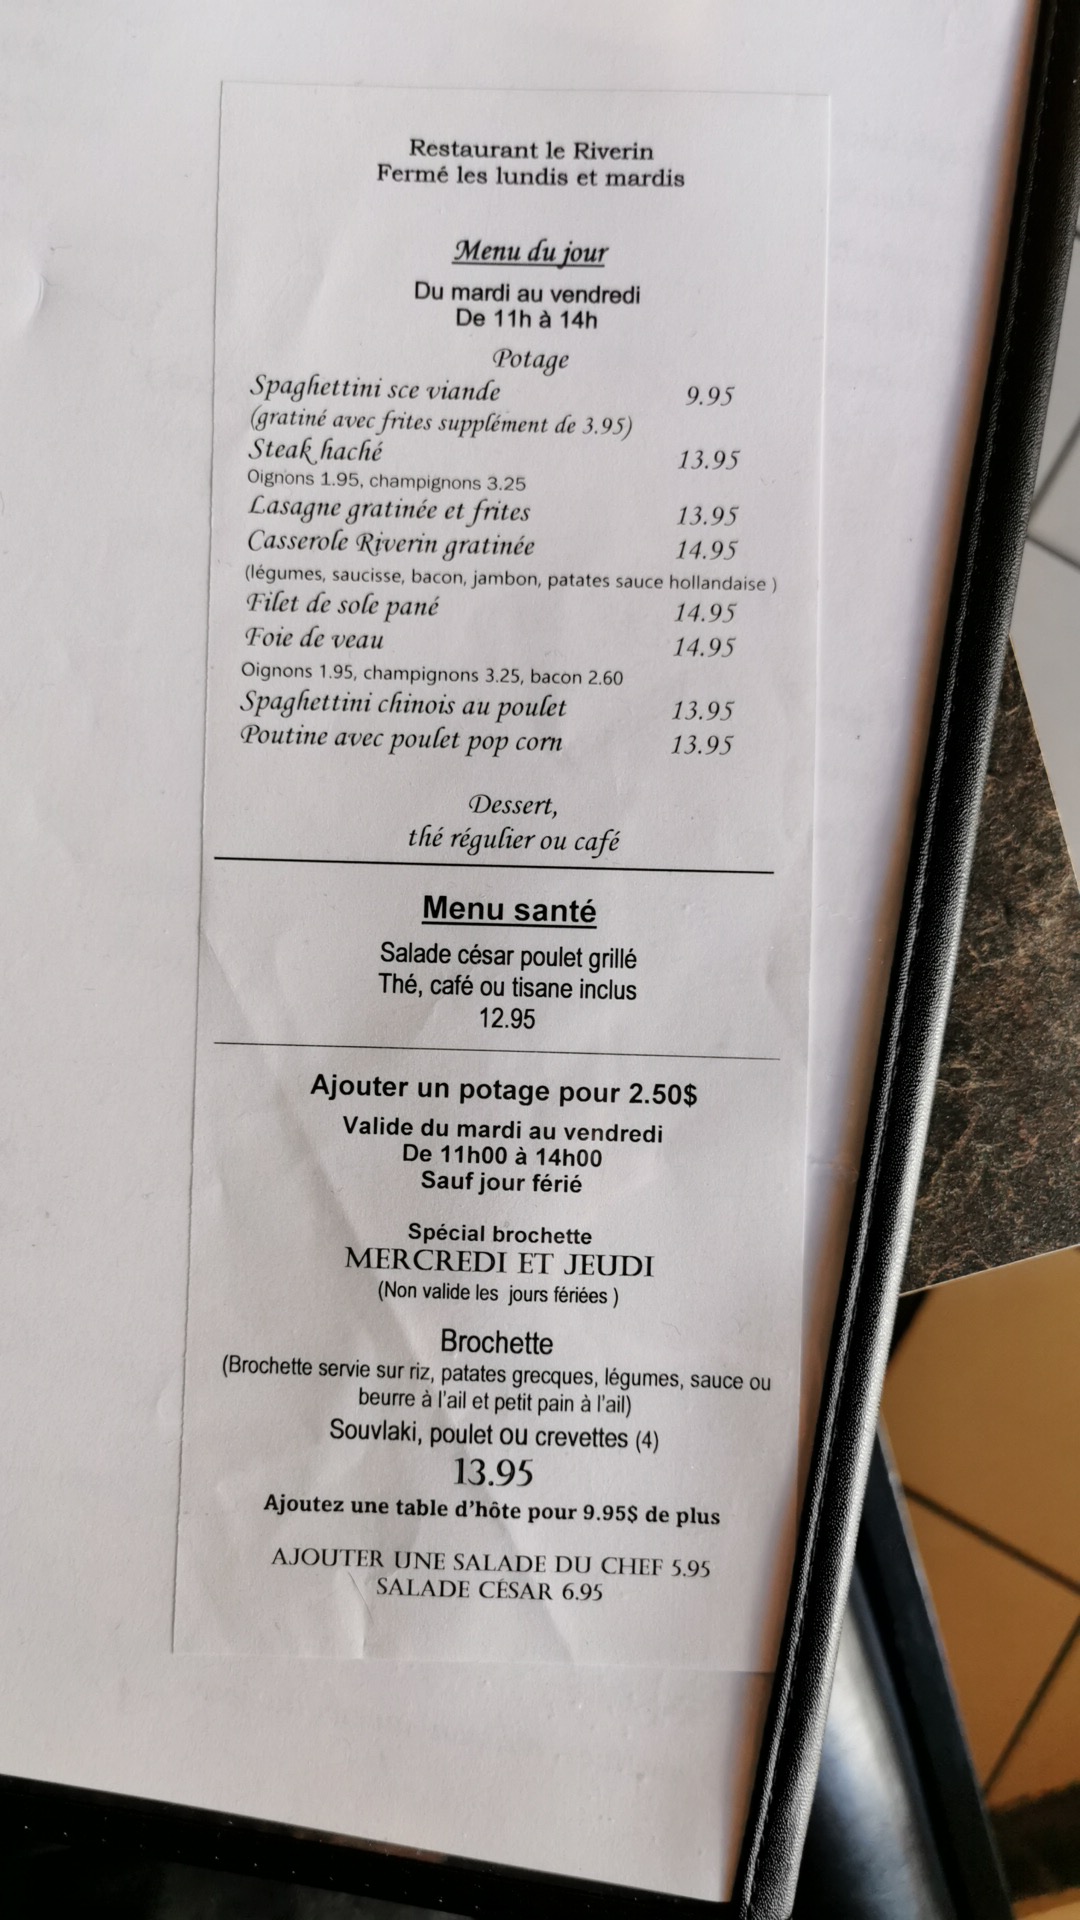 Restaurant le Riverin
Fermé les lundis et mardis
Menu du jour
Du mardi au vendredi
De 11h à 14h
Potage
Spaghettini sce viande 9.95
(gratiné avec frites supplément de 3.95)
Steak haché 13.95
Oignons 1.95, champignons 3.25
Lasagne gratinée et frites 13.95
Casserole Riverin gratinée 14.95
(légumes, saucisse, bacon, jambon, patates sauce hollandaise )
Filet de sole pané 14.95
Foie de veau 14.95
Oignons 1.95, champignons 3.25, bacon 2.60
Spaghettini chinois au poulet 13.95
Poutine avec poulet pop corn 13.95
Dessert,
thé régulier ou café
Menu santé
Salade césar poulet grillé
Thé, café ou tisane inclus
12.95
Ajouter un potage pour 2.50$
Valide du mardi au vendredi
De 11h00 à 14h00
Sauf jour férié
Spécial brochette
MERCREDI ET JEUDI
(Non valide les jours fériées )
Brochette
(Brochette servie sur riz, patates grecques, légumes, sauce ou
beurre à l'ail et petit pain à l'ail)
Souvlaki, poulet ou crevettes (4)
13.95
Ajoutez une table d'hôte pour 9.95$ de plus
AJOUTER UNE SALADE DU CHEF 5.95
SALADE CÉSAR 6.95